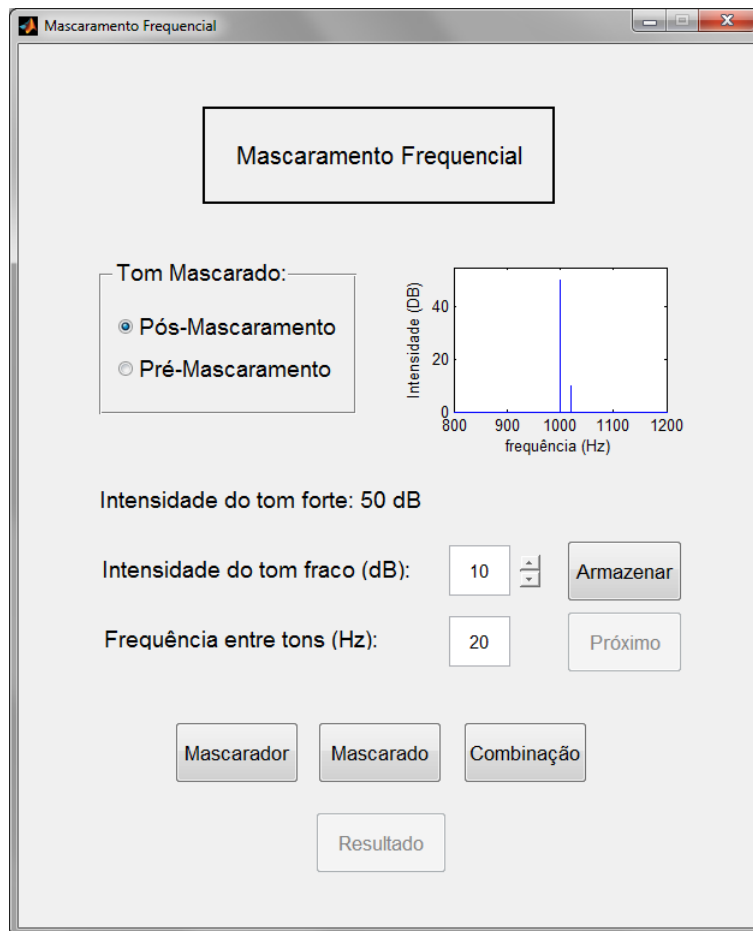 Mascaramento Frequencial
Mascaramento Frequencial
Tom Mascarado:
Pós-Mascaramento
Pré-Mascaramento
Intensidade (DB)
40
20
0
800 900 1000 1100 1200
frequência (Hz)
Intensidade do tom forte: 50 dB
Intensidade do tom fraco (dB): 10 Armazenar
Frequência entre tons (Hz): 20 Próximo
Mascarador Mascarado Combinação
Resultado